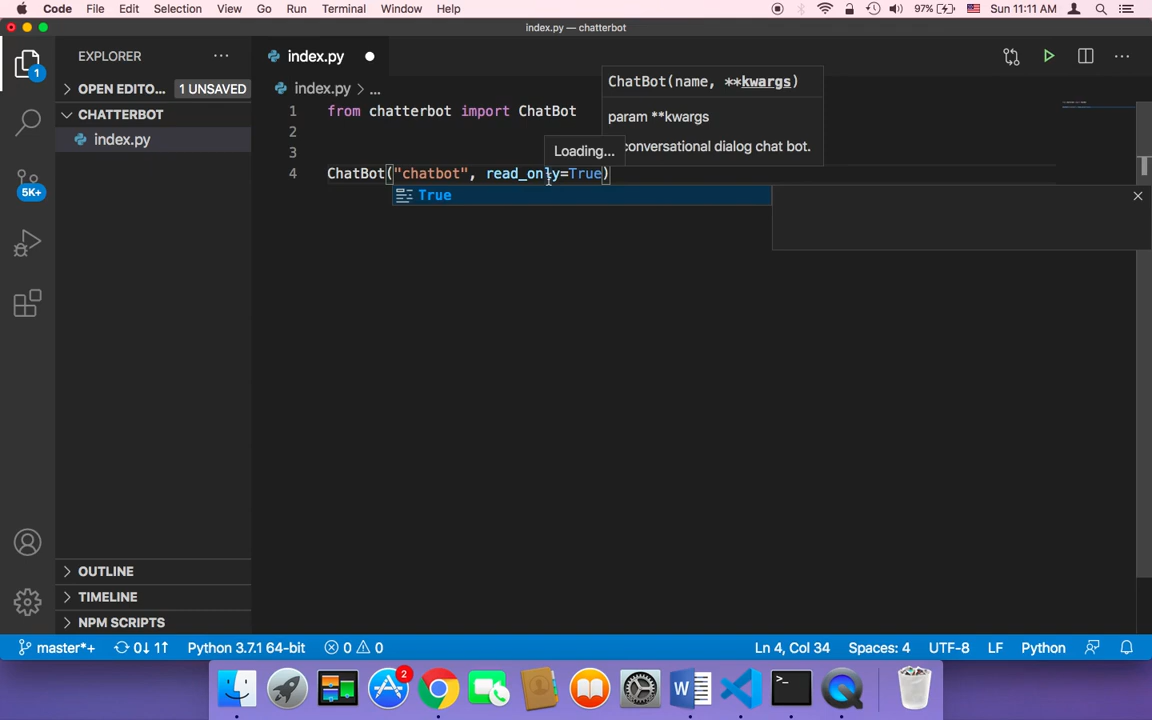 Code File Edit Selection View Go Run Terminal Window Help 97% Sun 11:11 AM
index.py — chatterbot
EXPLORER
index.py
1
OPEN EDITO... 1 UNSAVED
index.py > ...
ChatBot(name, **kwargs)
param **kwargs
conversational dialog chat bot.
CHATTERBOT
index.py
1 from chatterbot import ChatBot
2
3
Loading...
4 ChatBot("chatbot", read_only=True)
True
5K+
OUTLINE
TIMELINE
NPM SCRIPTS
master*+ 0↓ 1↑ Python 3.7.1 64-bit 0 0 Ln 4, Col 34 Spaces: 4 UTF-8 LF Python
2
W
>_